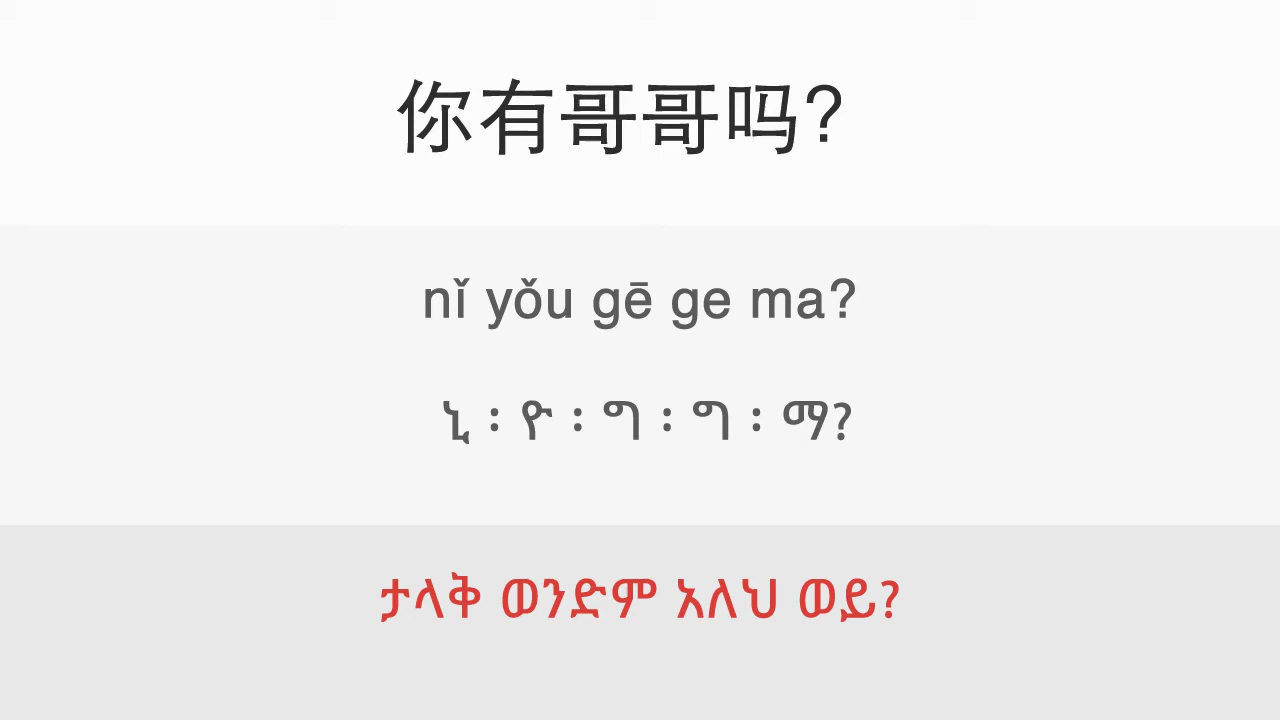 你有哥哥吗?
nǐ yǒu gē ge ma?
ኒ ፡ ዮ ፡ ግ ፡ ግ ፡ ማ?
ታላቅ ወንድም አለህ ወይ?